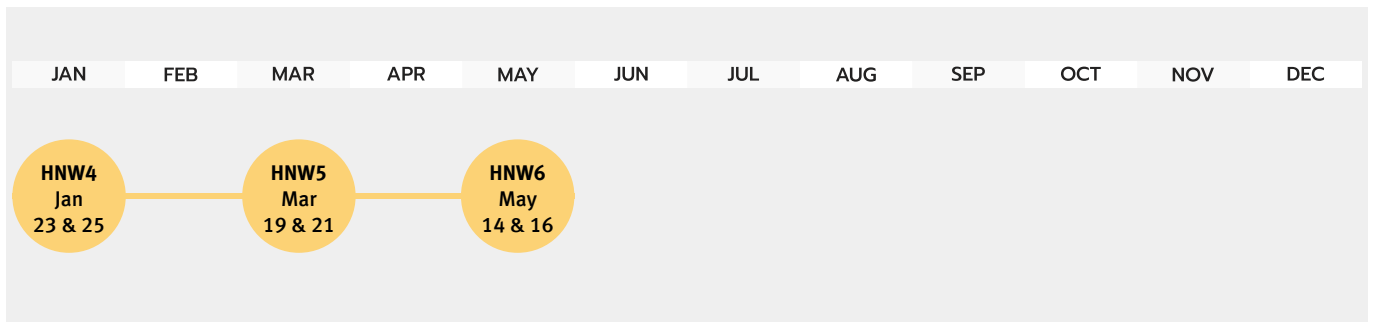 JAN FEB MAR APR MAY JUN JUL AUG SEP OCT NOV DEC
HNW4
Jan
23 & 25
HNW5
Mar
19 & 21
HNW6
May
14 & 16